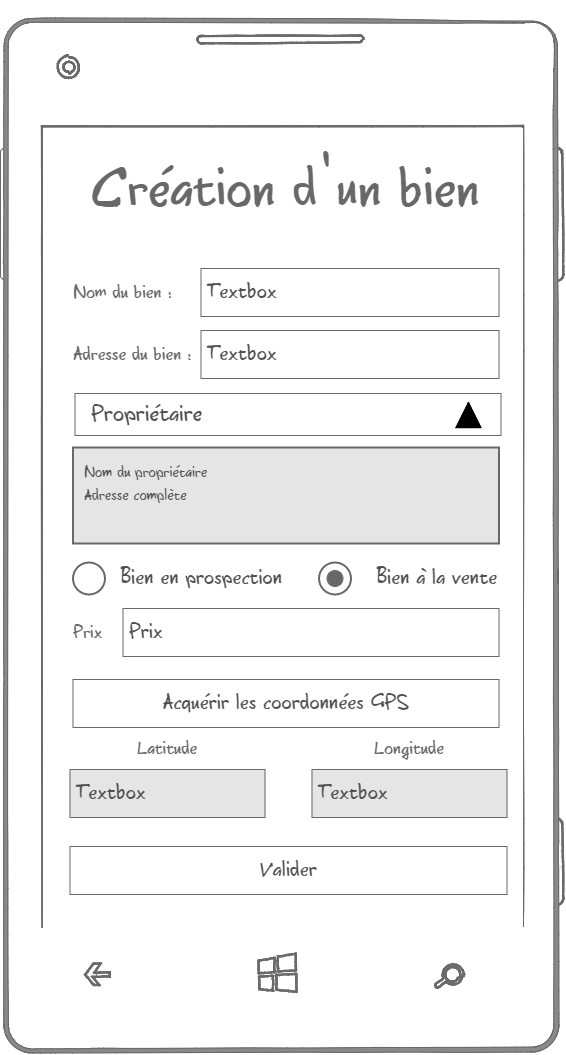 Création d'un bien
Nom du bien : Textbox
Adresse du bien : Textbox
Propriétaire
Nom du propriétaire
Adresse complète
Bien en prospection Bien à la vente
Prix Prix
Acquérir les coordonnées GPS
Latitude Longitude
Textbox Textbox
Valider